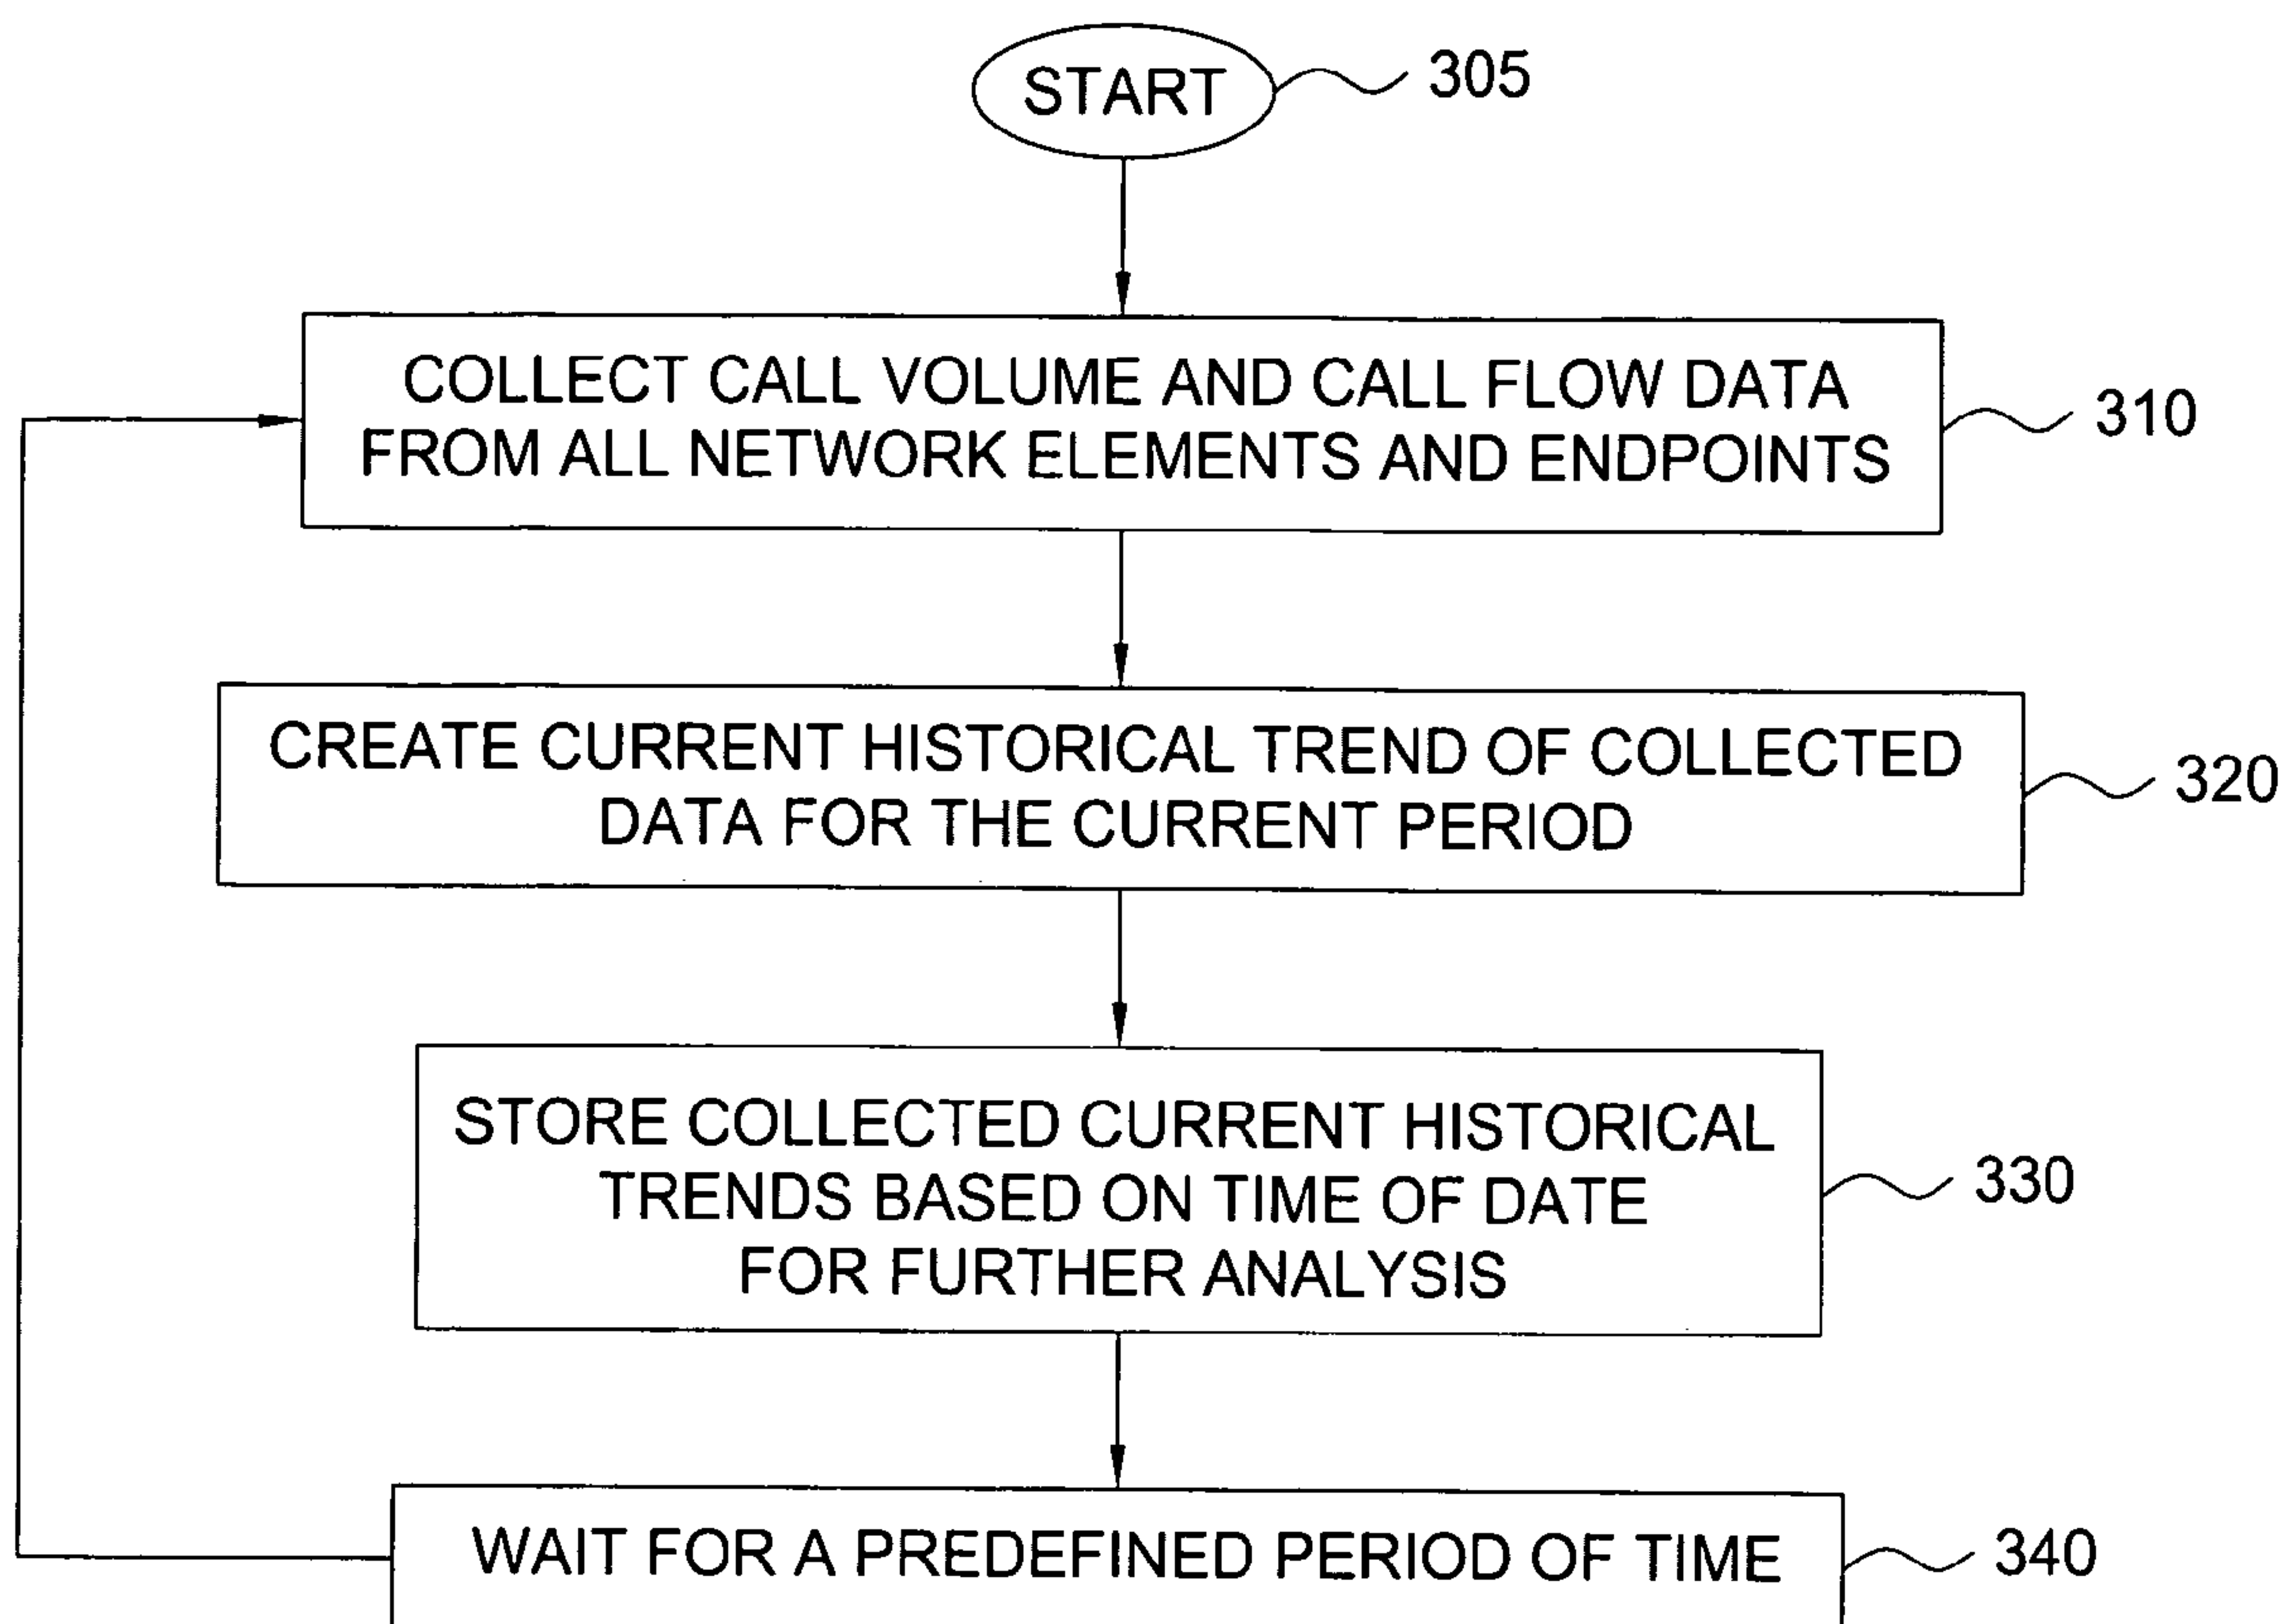 START
305
COLLECT CALL VOLUME AND CALL FLOW DATA
FROM ALL NETWORK ELEMENTS AND ENDPOINTS
310
CREATE CURRENT HISTORICAL TREND OF COLLECTED
DATA FOR THE CURRENT PERIOD
320
STORE COLLECTED CURRENT HISTORICAL
TRENDS BASED ON TIME OF DATE
FOR FURTHER ANALYSIS
330
WAIT FOR A PREDEFINED PERIOD OF TIME
340